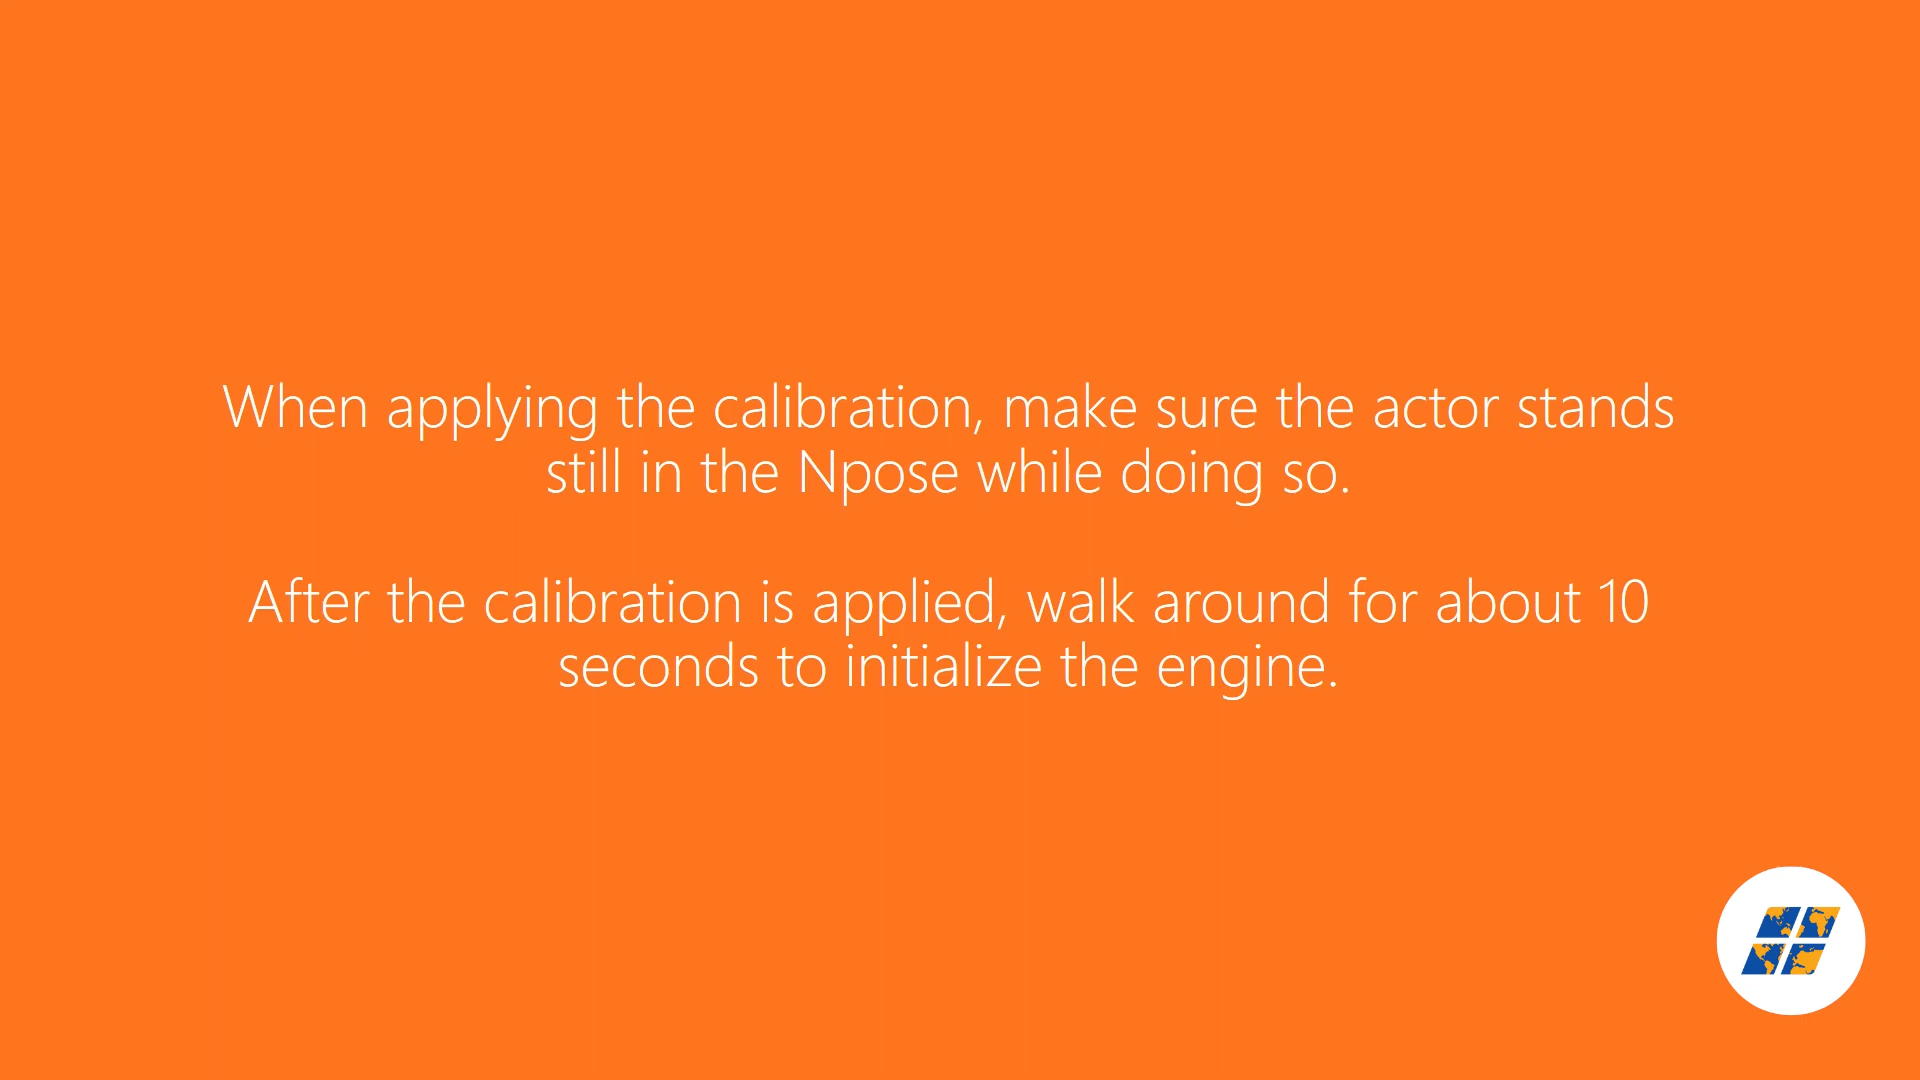 When applying the calibration, make sure the actor stands
still in the Npose while doing so.
After the calibration is applied, walk around for about 10
seconds to initialize the engine.